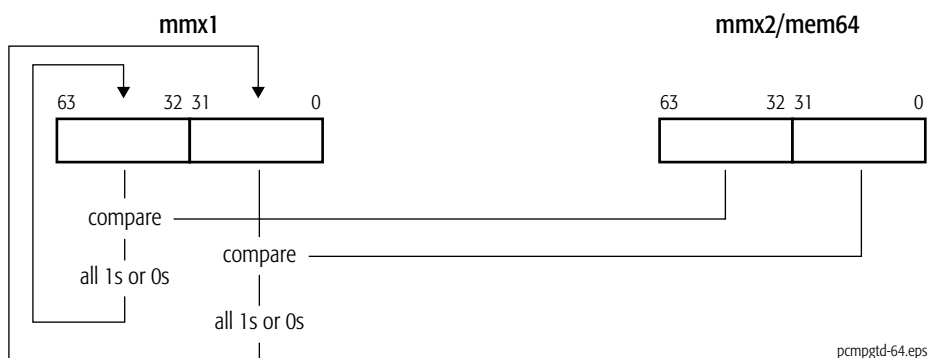 mmx1 mmx2/mem64
63 32 31 0 63 32 31 0
compare
compare
all 1s or 0s
all 1s or 0s
pcmpgtd-64.eps